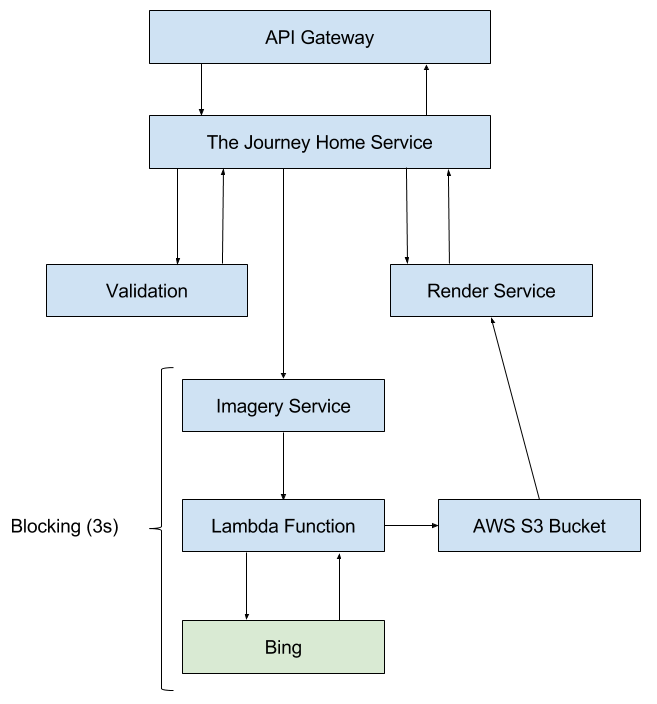 API Gateway
The Journey Home Service
Validation
Render Service
Imagery Service
Blocking (3s)
Lambda Function
AWS S3 Bucket
Bing